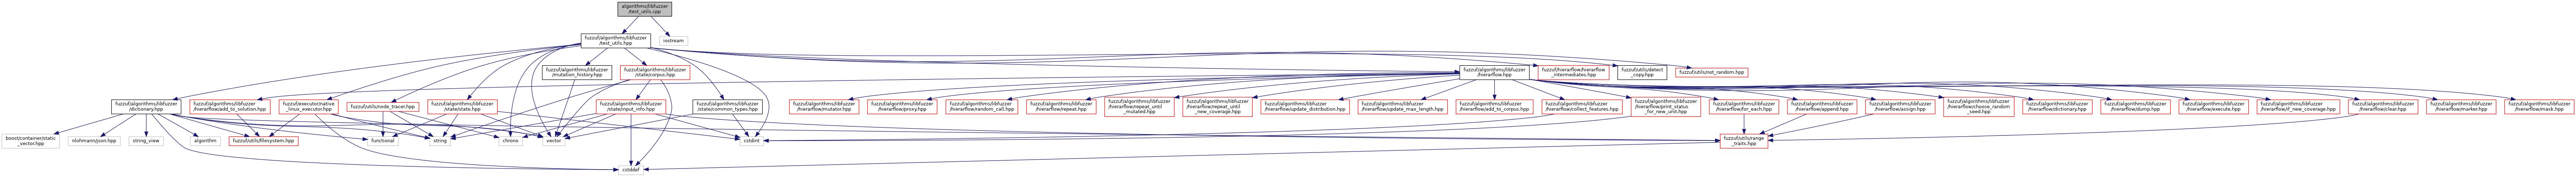 algorithms/libfuzzer
/test_utils.cpp
fuzzuf/algorithms/libfuzzer
/test_utils.hpp
iostream
fuzzuf/algorithms/libfuzzer
/mutation_history.hpp
fuzzuf/algorithms/libfuzzer
/state/corpus.hpp
fuzzuf/algorithms/libfuzzer
/hierarflow.hpp
fuzzuf/hierarflow/hierarflow
_intermediates.hpp
fuzzuf/utils/detect
_copy.hpp
fuzzuf/utils/not_random.hpp
fuzzuf/algorithms/libfuzzer
/dictionary.hpp
fuzzuf/algorithms/libfuzzer
/hierarflow/add_to_solution.hpp
fuzzuf/executor/native
_linux_executor.hpp
fuzzuf/utils/node_tracer.hpp
fuzzuf/algorithms/libfuzzer
/state/state.hpp
fuzzuf/algorithms/libfuzzer
/state/input_info.hpp
fuzzuf/algorithms/libfuzzer
/state/common_types.hpp
fuzzuf/algorithms/libfuzzer
/hierarflow/mutator.hpp
fuzzuf/algorithms/libfuzzer
/hierarflow/proxy.hpp
fuzzuf/algorithms/libfuzzer
/hierarflow/random_call.hpp
fuzzuf/algorithms/libfuzzer
/hierarflow/repeat.hpp
fuzzuf/algorithms/libfuzzer
/hierarflow/repeat_until
_mutated.hpp
fuzzuf/algorithms/libfuzzer
/hierarflow/repeat_until
_new_coverage.hpp
fuzzuf/algorithms/libfuzzer
/hierarflow/update_distribution.hpp
fuzzuf/algorithms/libfuzzer
/hierarflow/update_max_length.hpp
fuzzuf/algorithms/libfuzzer
/hierarflow/add_to_corpus.hpp
fuzzuf/algorithms/libfuzzer
/hierarflow/collect_features.hpp
fuzzuf/algorithms/libfuzzer
/hierarflow/print_status
_for_new_unit.hpp
fuzzuf/algorithms/libfuzzer
/hierarflow/for_each.hpp
fuzzuf/algorithms/libfuzzer
/hierarflow/append.hpp
fuzzuf/algorithms/libfuzzer
/hierarflow/assign.hpp
fuzzuf/algorithms/libfuzzer
/hierarflow/choose_random
_seed.hpp
fuzzuf/algorithms/libfuzzer
/hierarflow/dictionary.hpp
fuzzuf/algorithms/libfuzzer
/hierarflow/dump.hpp
fuzzuf/algorithms/libfuzzer
/hierarflow/execute.hpp
fuzzuf/algorithms/libfuzzer
/hierarflow/if_new_coverage.hpp
fuzzuf/algorithms/libfuzzer
/hierarflow/clear.hpp
fuzzuf/algorithms/libfuzzer
/hierarflow/marker.hpp
fuzzuf/algorithms/libfuzzer
/hierarflow/mask.hpp
boost/container/static
_vector.hpp
nlohmann/json.hpp
string_view
algorithm
fuzzuf/utils/filesystem.hpp
functional
string
chrono
vector
cstdint
fuzzuf/utils/range
_traits.hpp
cstddef